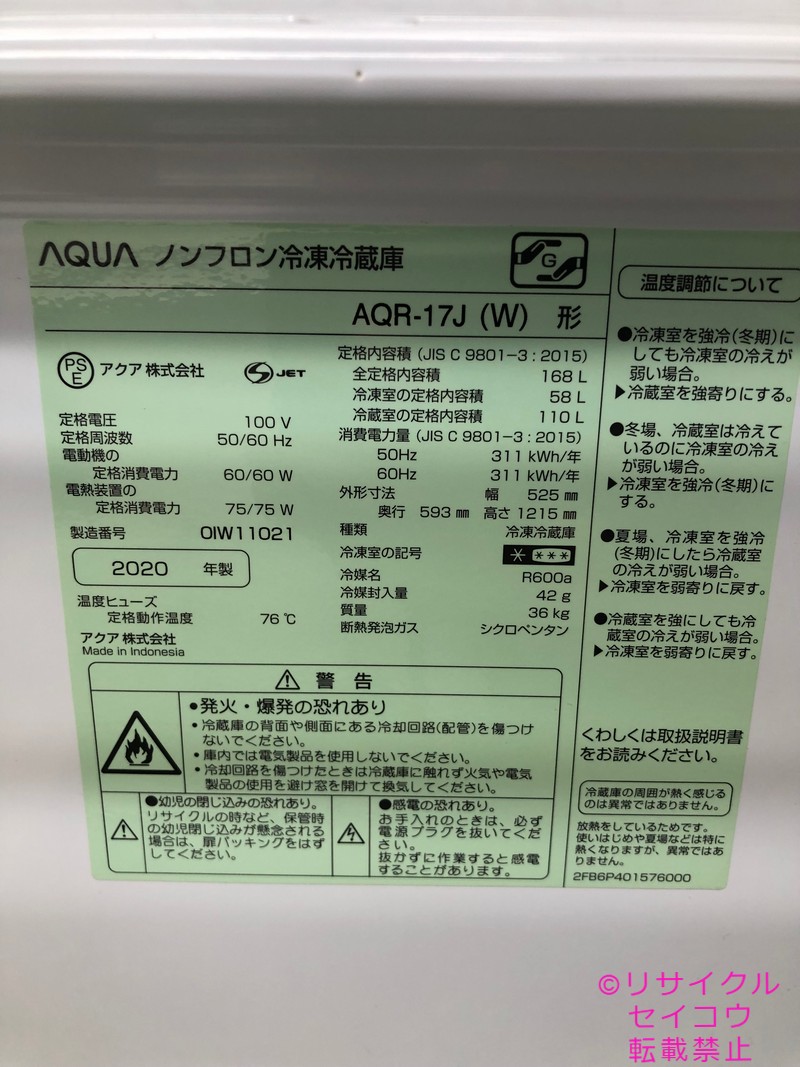 AQUA ノンフロン冷凍冷蔵庫
G
AQR-17J (W) 形
PS
E
アクア 株式会社
S JET
定格電圧 100 V
定格周波数 50/60 Hz
電動機の
定格消費電力 60/60 W
電熱装置の
定格消費電力 75/75 W
製造番号 OIW11021
2020 年製
温度ヒューズ
定格動作温度 76 ℃
アクア 株式会社
Made in Indonesia
定格内容積 (JIS C 9801-3 : 2015)
全定格内容積 168 L
冷凍室の定格内容積 58 L
冷蔵室の定格内容積 110 L
消費電力量 (JIS C 9801-3 : 2015)
50Hz 311 kWh/年
60Hz 311 kWh/年
外形寸法 幅 525 ㎜
奥行 593 ㎜ 高さ 1215 ㎜
種類 冷凍冷蔵庫
冷凍室の記号 * ***
冷媒名 R600a
冷媒封入量 42 g
質量 36 kg
断熱発泡ガス シクロペンタン
⚠ 警 告
●発火・爆発の恐れあり
・冷蔵庫の背面や側面にある冷却回路(配管)を傷つけ
ないでください。
・庫内では電気製品を使用しないでください。
・冷却回路を傷つけたときは冷蔵庫に触れず火気や電気
製品の使用を避け窓を開けて換気してください。
●幼児の閉じ込みの恐れあり。
リサイクルの時など、保管時
の幼児閉じ込みが懸念される
場合は、扉パッキングをはず
してください。
●感電の恐れあり。
お手入れのときは、必ず
電源プラグを抜いてくだ
さい。
抜かずに作業すると感電
することがあります。
温度調節について
●冷凍室を強冷(冬期)に
しても冷凍室の冷えが
弱い場合。
▶冷蔵室を強寄りにする。
●冬場、冷蔵室は冷えて
いるのに冷凍室の冷え
が弱い場合。
▶冷凍室を強冷(冬期)に
する。
●夏場、冷凍室を強冷
(冬期)にしたら冷蔵室
の冷えが弱い場合。
▶冷凍室を弱寄りに戻す。
●冷蔵室を強にしても冷
蔵室の冷えが弱い場合。
▶冷凍室を弱寄りに戻す。
くわしくは取扱説明書
をお読みください。
冷蔵庫の周囲が熱く感じる
のは異常ではありません。
放熱をしているためです。
使いはじめや夏場などは特に
熱くなりますが、異常ではあ
りません。
2FB6P401576000
©リサイクル
セイコウ
転載禁止